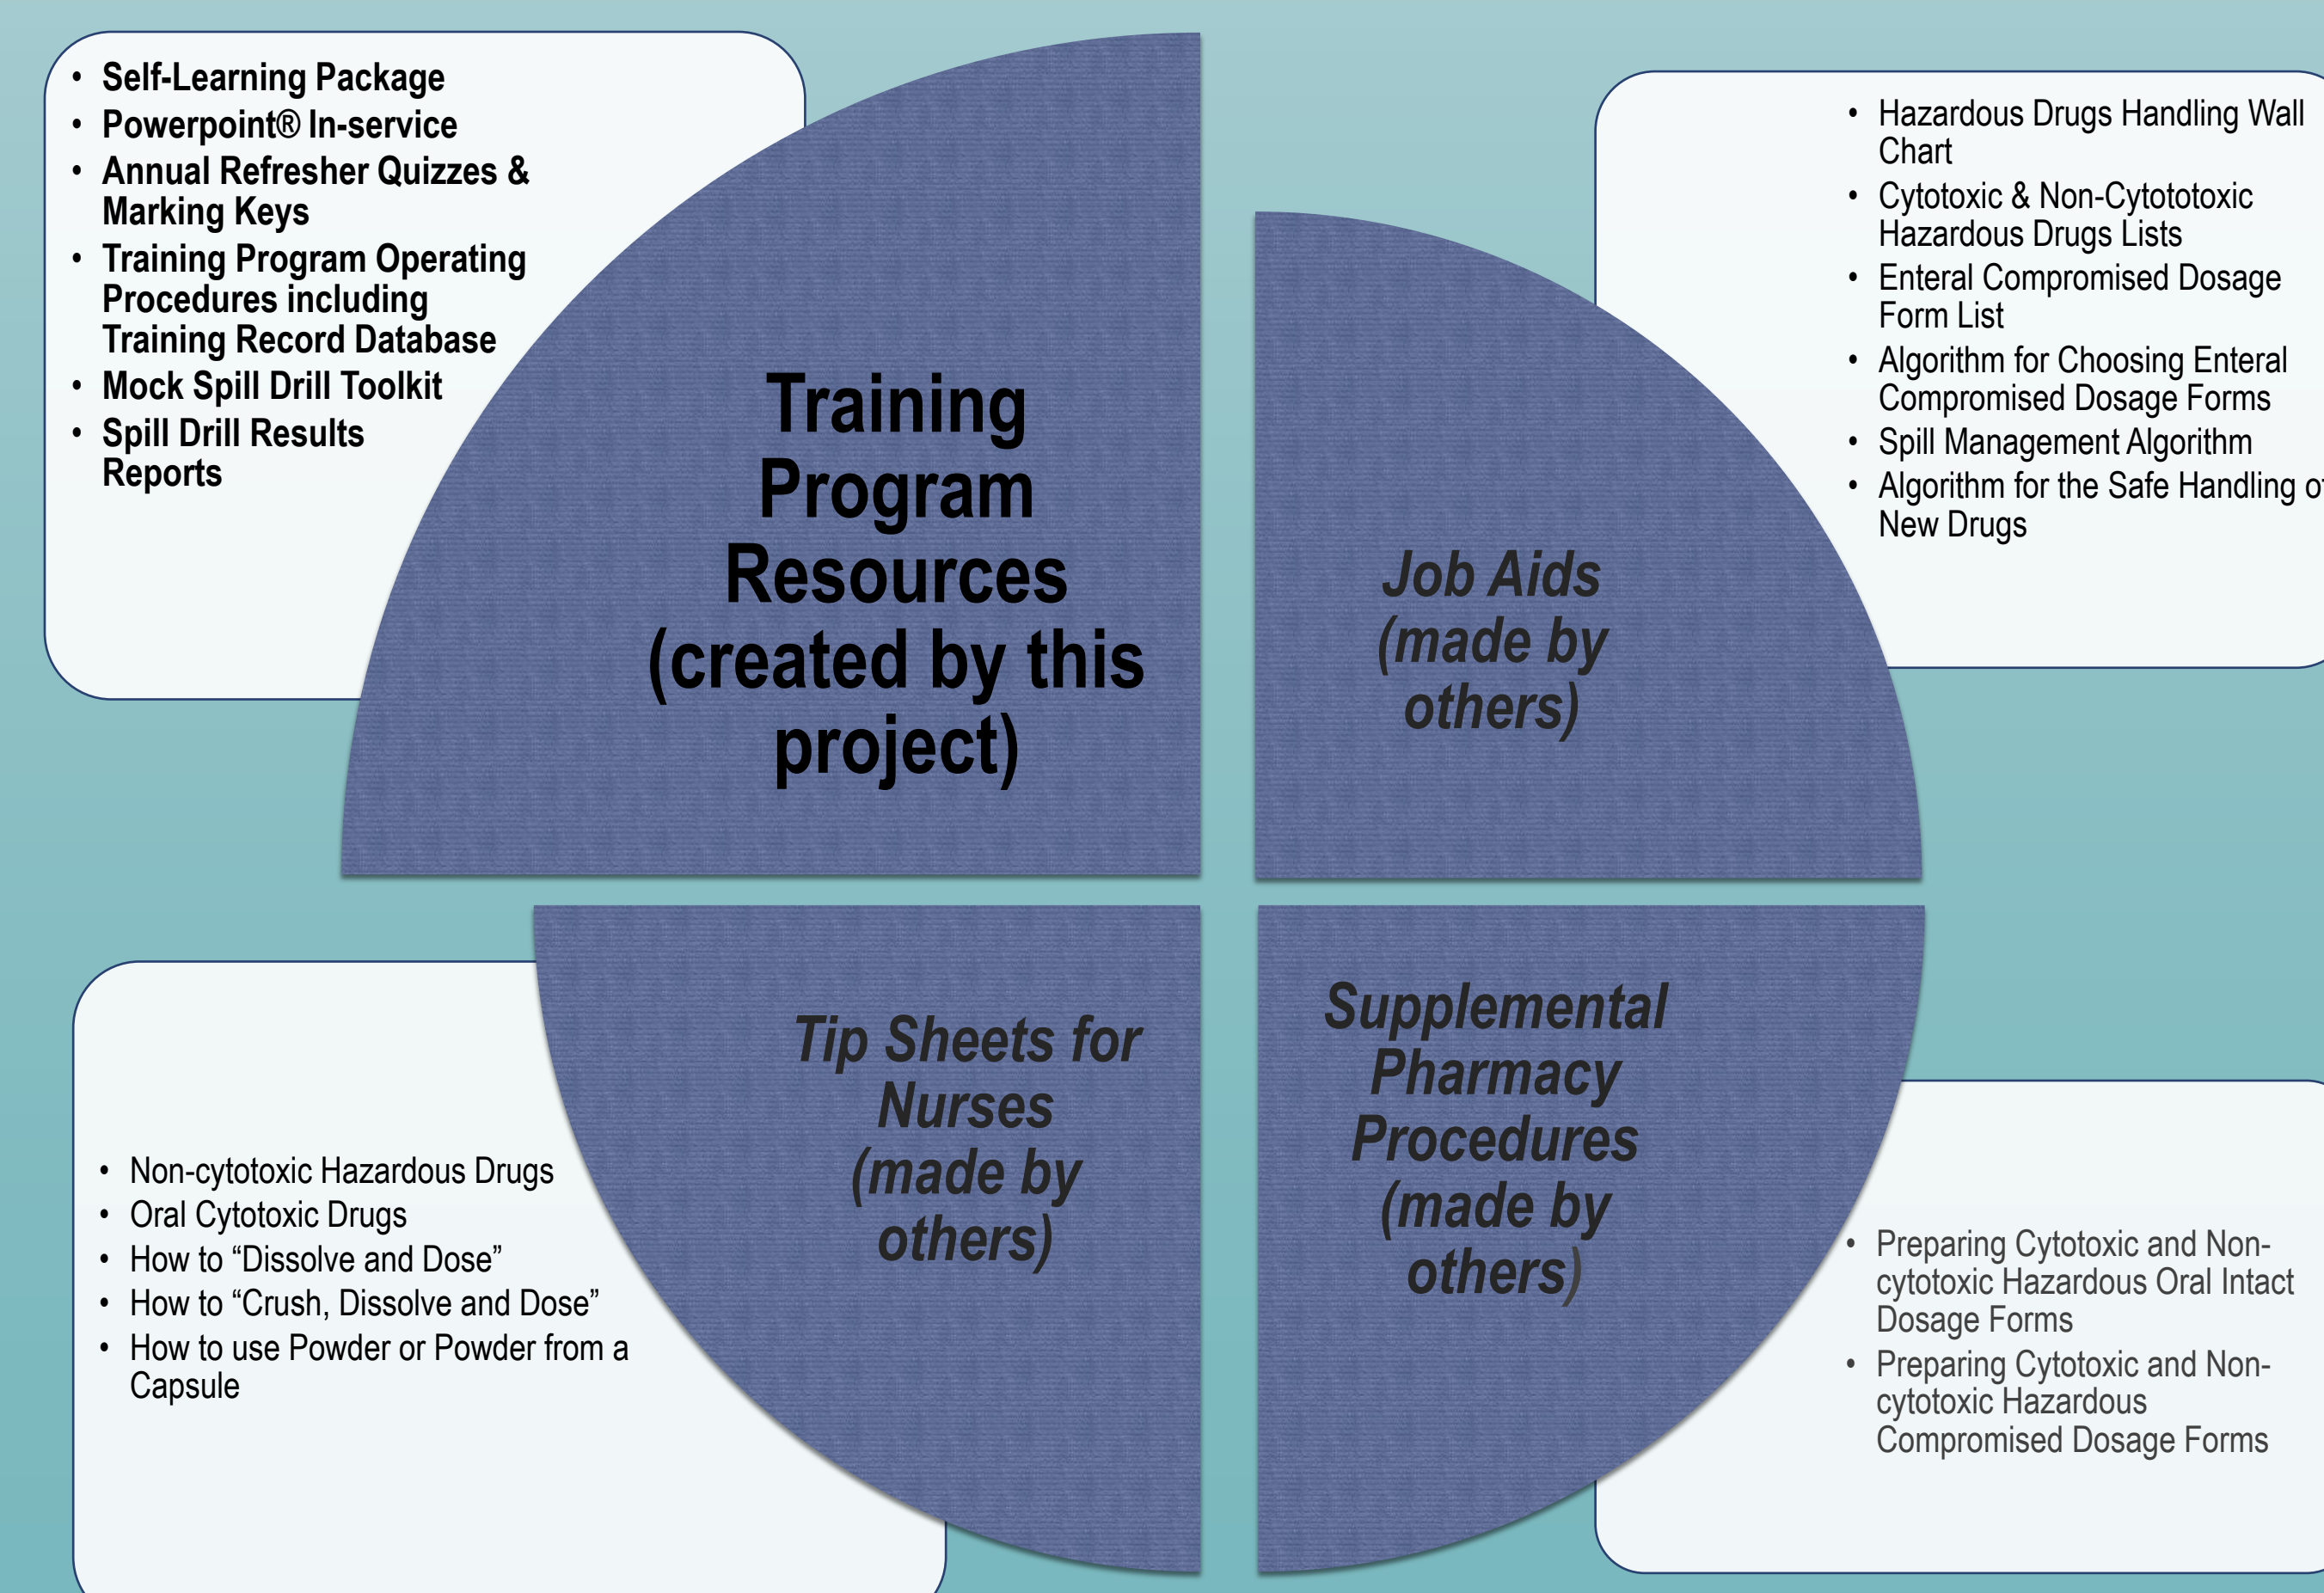 • Self-Learning Package
• Powerpoint® In-service
• Annual Refresher Quizzes &
Marking Keys
• Training Program Operating
Procedures including
Training Record Database
• Mock Spill Drill Toolkit
• Spill Drill Results
Reports
Training
Program
Resources
(created by this
project)
• Hazardous Drugs Handling Wall
Chart
• Cytotoxic & Non-Cytototoxic
Hazardous Drugs Lists
• Enteral Compromised Dosage
Form List
• Algorithm for Choosing Enteral
Compromised Dosage Forms
• Spill Management Algorithm
• Algorithm for the Safe Handling of
New Drugs
Job Aids
(made by
others)
• Non-cytotoxic Hazardous Drugs
• Oral Cytotoxic Drugs
• How to “Dissolve and Dose”
• How to “Crush, Dissolve and Dose”
• How to use Powder or Powder from a
Capsule
Tip Sheets for
Nurses
(made by
others)
Supplemental
Pharmacy
Procedures
(made by
others)
• Preparing Cytotoxic and Non-
cytotoxic Hazardous Oral Intact
Dosage Forms
• Preparing Cytotoxic and Non-
cytotoxic Hazardous
Compromised Dosage Forms